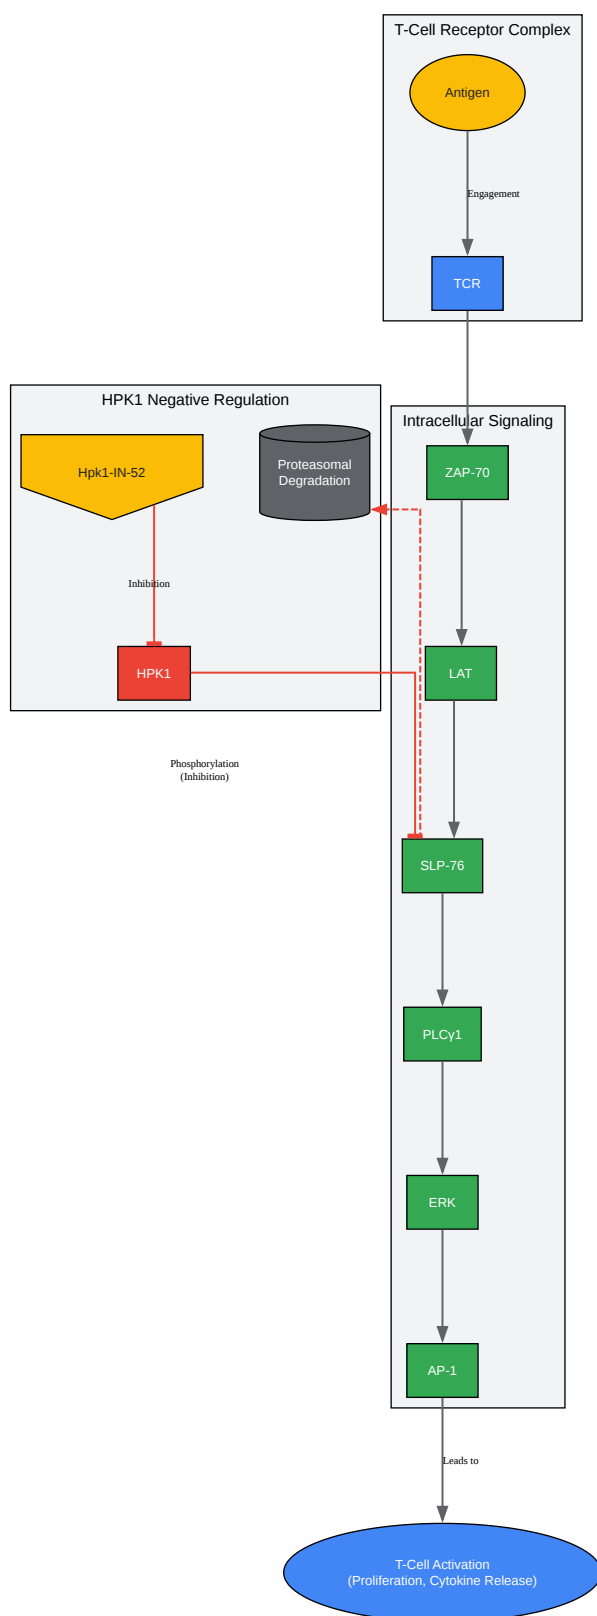 T-Cell Receptor Complex
Antigen
Engagement
TCR
HPK1 Negative Regulation
Hpk1-IN-52
Proteasomal
Degradation
Inhibition
HPK1
Phosphorylation
(Inhibition)
Intracellular Signaling
ZAP-70
LAT
SLP-76
PLCγ1
ERK
AP-1
Leads to
T-Cell Activation
(Proliferation, Cytokine Release)